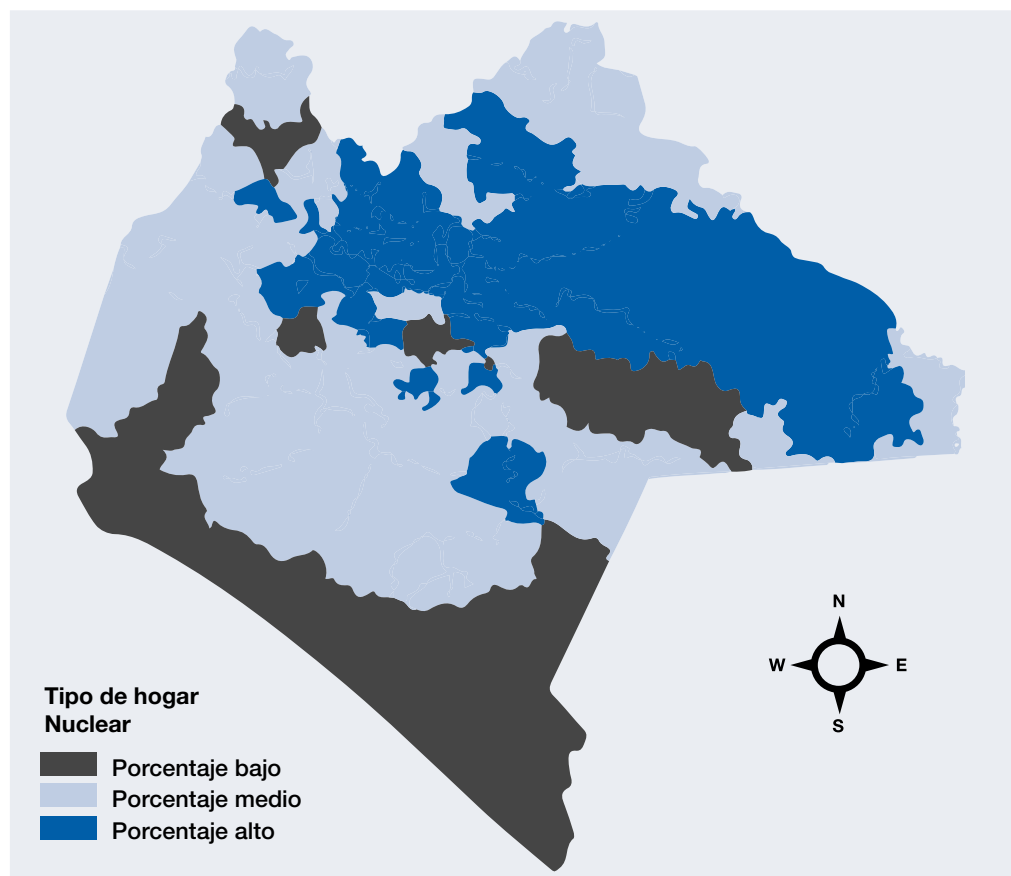 N
W
E
S
Tipo de hogar
Nuclear
Porcentaje bajo
Porcentaje medio
Porcentaje alto